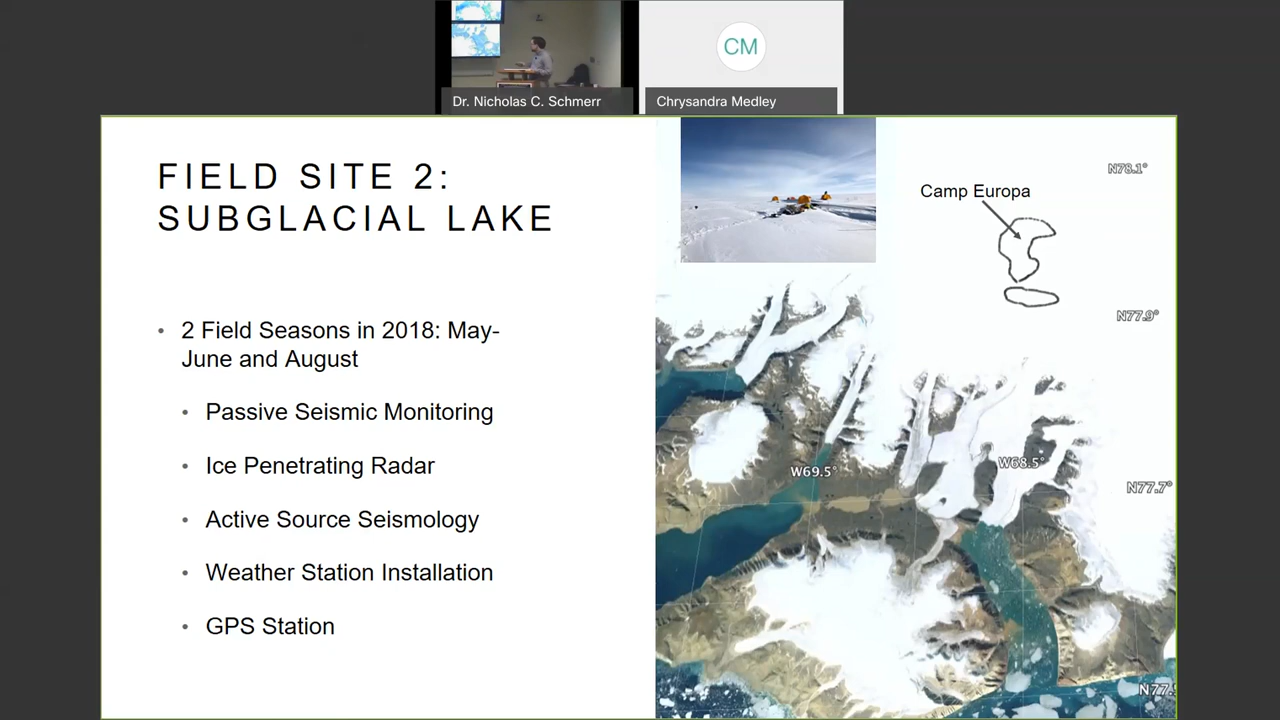 CM
Dr. Nicholas C. Schmerr
Chrysandra Medley
FIELD SITE 2:
SUBGLACIAL LAKE
• 2 Field Seasons in 2018: May-
June and August
• Passive Seismic Monitoring
• Ice Penetrating Radar
• Active Source Seismology
• Weather Station Installation
• GPS Station
Camp Europa
N78.1°
N77.9°
W69.5°
W68.5°
N77.7°
N77.